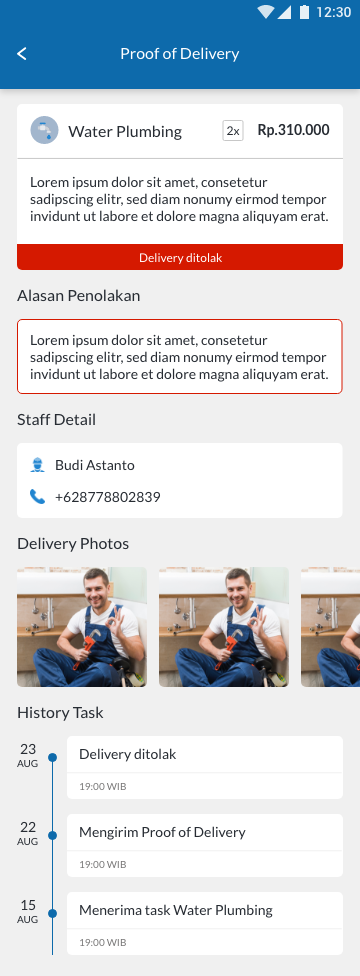 12:30
Proof of Delivery
Water Plumbing 2x Rp.310.000
Lorem ipsum dolor sit amet, consetetur
sadipscing elitr, sed diam nonumy eirmod tempor
invidunt ut labore et dolore magna aliquyam erat.
Delivery ditolak
Alasan Penolakan
Lorem ipsum dolor sit amet, consetetur
sadipscing elitr, sed diam nonumy eirmod tempor
invidunt ut labore et dolore magna aliquyam erat.
Staff Detail
Budi Astanto
+628778802839
Delivery Photos
History Task
23
AUG
Delivery ditolak
19:00 WIB
22
AUG
Mengirim Proof of Delivery
19:00 WIB
15
AUG
Menerima task Water Plumbing
19:00 WIB